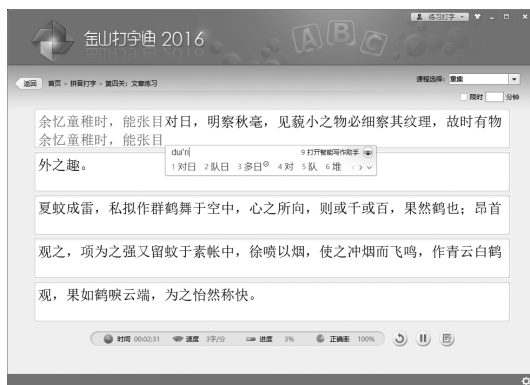 金山打字通 2016
练习打字
返回 首页 > 拼音打字 > 第四关：文章练习
课程选择： 童趣
限时 分钟
余忆童稚时，能张目对日，明察秋毫，见藐小之物必细察其纹理，故时有物
余忆童稚时，能张目
dui'ri
9 打开智能写作助手
1 对日 2 队日 3 多日 4 对 5 队 6 堆
外之趣。
夏蚊成雷，私拟作群鹤舞于空中，心之所向，则或千或百，果然鹤也；昂首
观之，项为之强又留蚊于素帐中，徐喷以烟，使之冲烟而飞鸣，作青云白鹤
观，果如鹤唳云端，为之怡然称快。
时间 00:02:31 速度 3字/分 进度 3% 正确率 100%